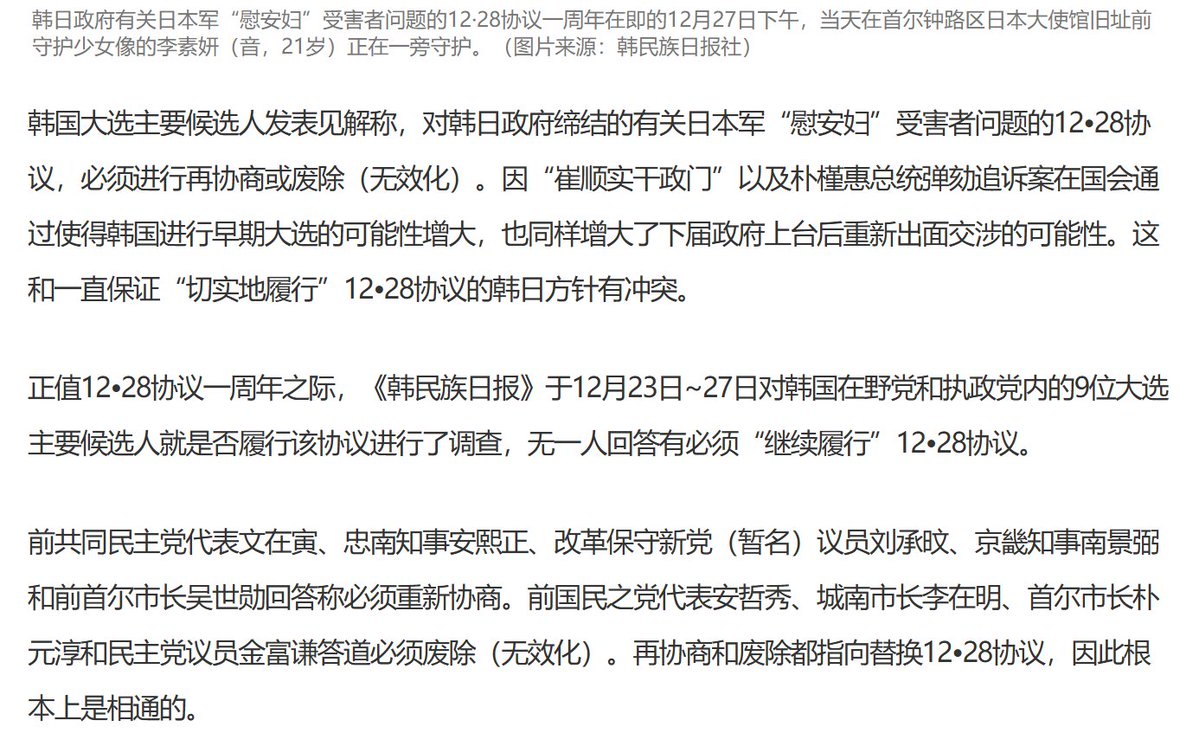 韩日政府有关日本军“慰安妇”受害者问题的12·28协议一周年在即的12月27日下午，当天在首尔钟路区日本大使馆旧址前
守护少女像的李素妍（音，21岁）正在一旁守护。（图片来源：韩民族日报社）
韩国大选主要候选人发表见解称，对韩日政府缔结的有关日本军“慰安妇”受害者问题的12•28协
议，必须进行再协商或废除（无效化）。因“崔顺实干政门”以及朴槿惠总统弹劾追诉案在国会通
过使得韩国进行早期大选的可能性增大，也同样增大了下届政府上台后重新出面交涉的可能性。这
和一直保证“切实地履行”12•28协议的韩日方针有冲突。
正值12•28协议一周年之际，《韩民族日报》于12月23日~27日对韩国在野党和执政党内的9位大选
主要候选人就是否履行该协议进行了调查，无一人回答有必须“继续履行”12•28协议。
前共同民主党代表文在寅、忠南知事安熙正、改革保守新党（暂名）议员刘承旼、京畿知事南景弼
和前首尔市长吴世勋回答称必须重新协商。前国民之党代表安哲秀、城南市长李在明、首尔市长朴
元淳和民主党议员金富谦答道必须废除（无效化）。再协商和废除都指向替换12•28协议，因此根
本上是相通的。